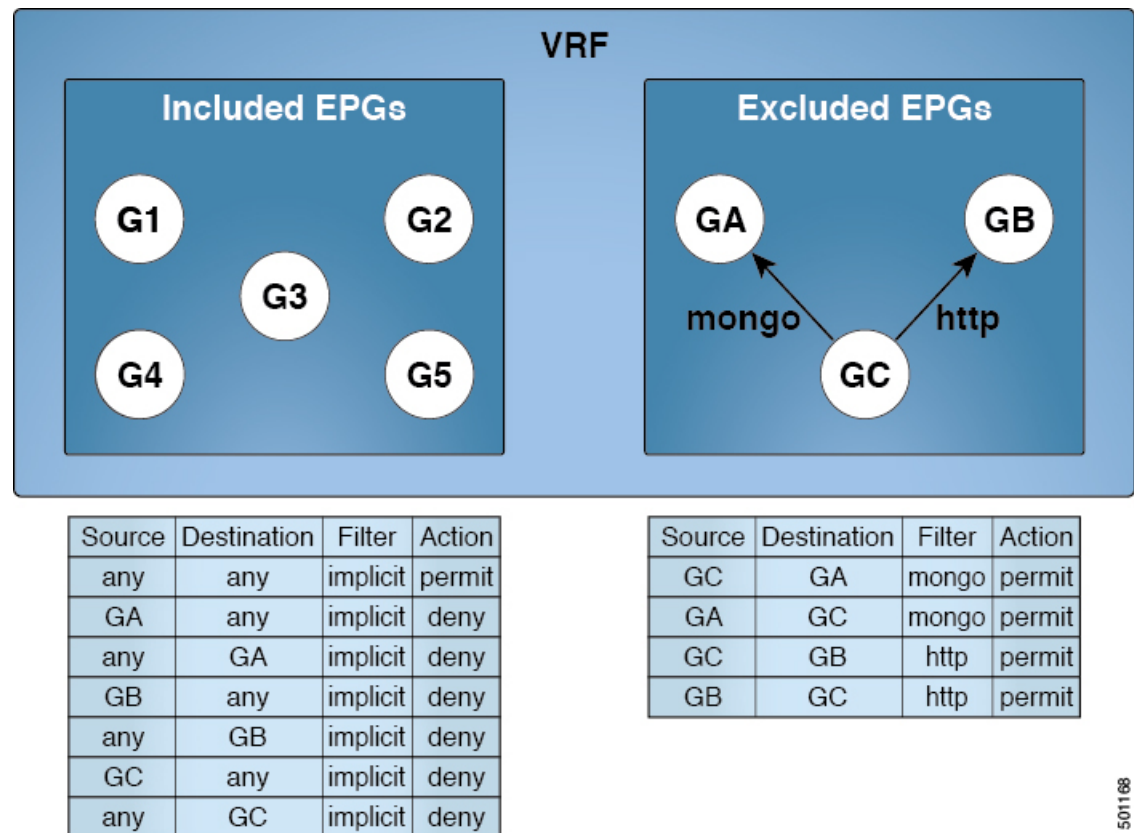 VRF
Included EPGs
G1
G2
G3
G4
G5
Excluded EPGs
GA
GB
mongo
http
GC
Source Destination Filter Action
any any implicit permit
GA any implicit deny
any GA implicit deny
GB any implicit deny
any GB implicit deny
GC any implicit deny
any GC implicit deny
Source Destination Filter Action
GC GA mongo permit
GA GC mongo permit
GC GB http permit
GB GC http permit
501168